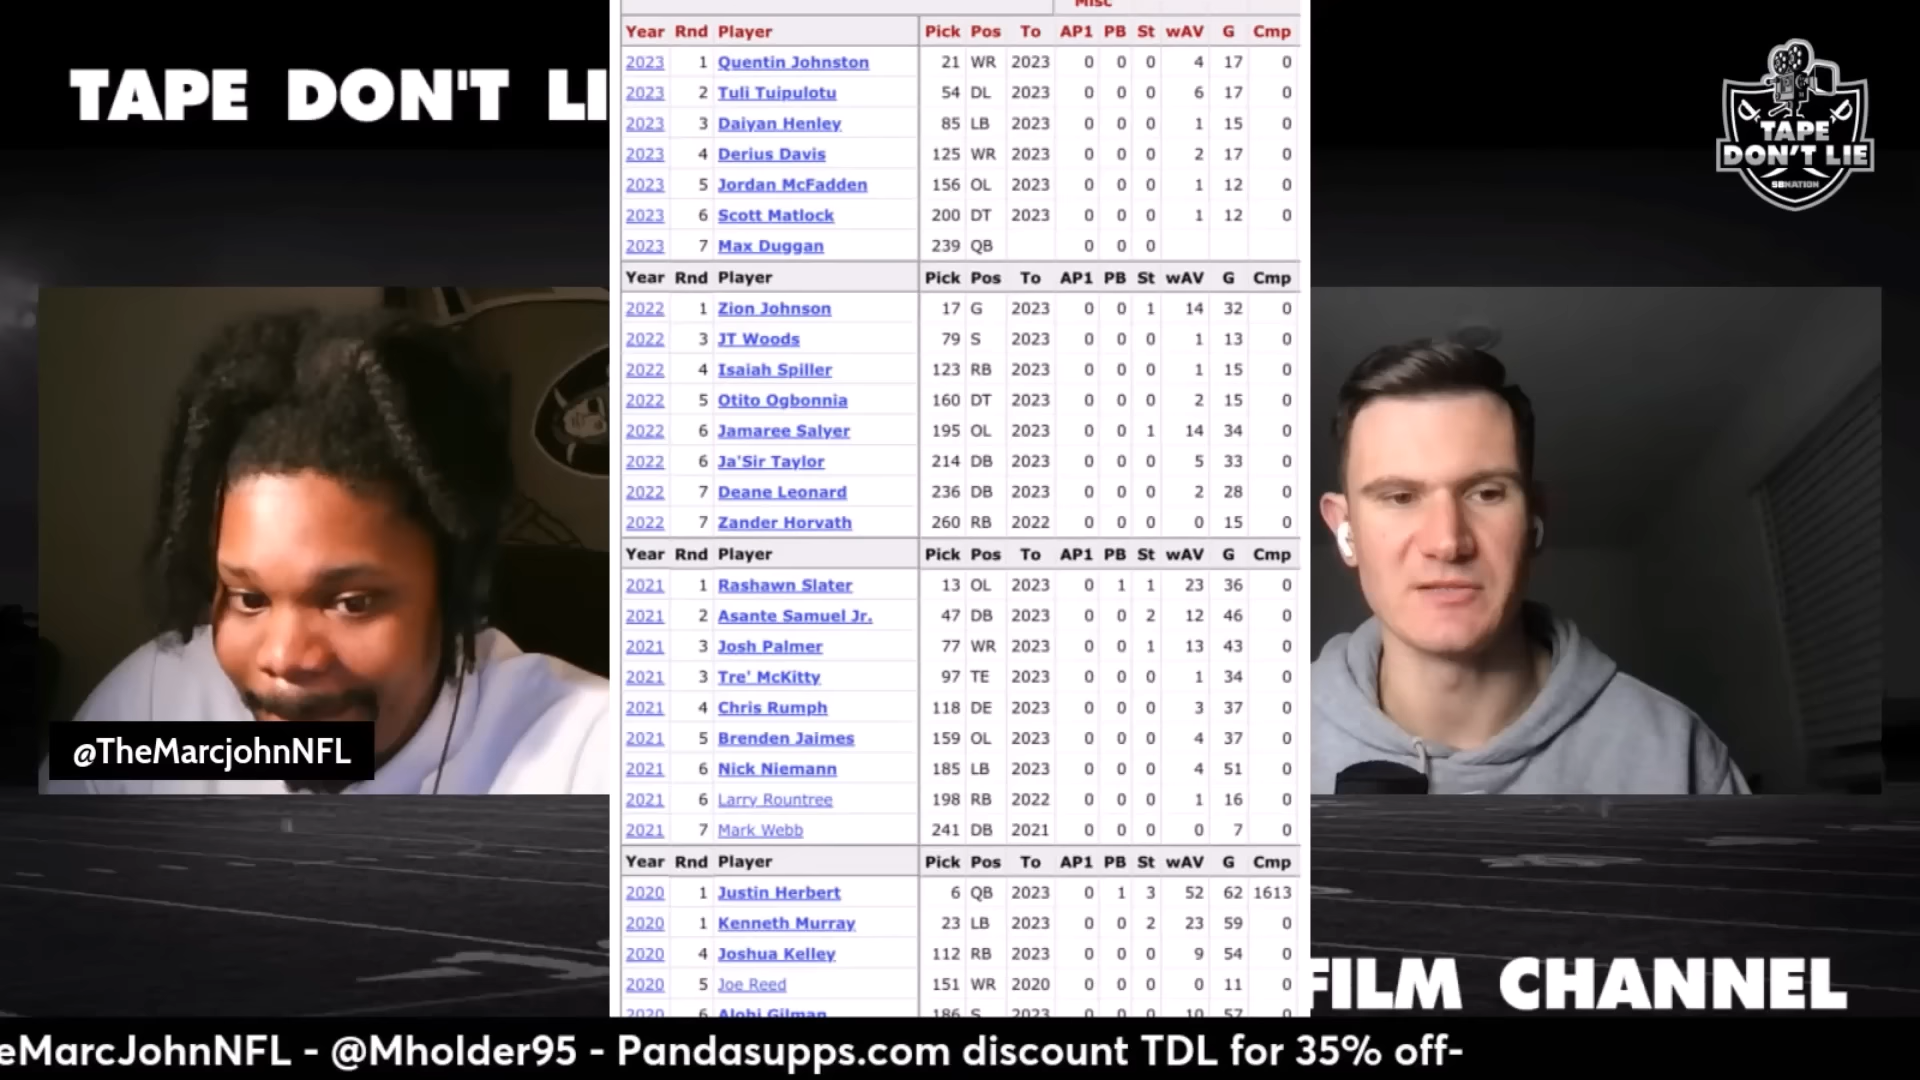 Misc
TAPE DON'T LI
Year Rnd Player Pick Pos To AP1 PB St wAV G Cmp
2023 1 Quentin Johnston 21 WR 2023 0 0 0 4 17 0
2023 2 Tuli Tuipulotu 54 DL 2023 0 0 0 6 17 0
2023 3 Daiyan Henley 85 LB 2023 0 0 0 1 15 0
2023 4 Derius Davis 125 WR 2023 0 0 0 2 17 0
2023 5 Jordan McFadden 156 OL 2023 0 0 0 1 12 0
2023 6 Scott Matlock 200 DT 2023 0 0 0 1 12 0
2023 7 Max Duggan 239 QB 0 0 0
Year Rnd Player Pick Pos To AP1 PB St wAV G Cmp
2022 1 Zion Johnson 17 G 2023 0 0 1 14 32 0
2022 3 JT Woods 79 S 2023 0 0 0 1 13 0
2022 4 Isaiah Spiller 123 RB 2023 0 0 0 1 15 0
2022 5 Otito Ogbonnia 160 DT 2023 0 0 0 2 15 0
2022 6 Jamaree Salyer 195 OL 2023 0 0 1 14 34 0
2022 6 Ja'Sir Taylor 214 DB 2023 0 0 0 5 33 0
2022 7 Deane Leonard 236 DB 2023 0 0 0 2 28 0
2022 7 Zander Horvath 260 RB 2022 0 0 0 0 15 0
Year Rnd Player Pick Pos To AP1 PB St wAV G Cmp
2021 1 Rashawn Slater 13 OL 2023 0 1 1 23 36 0
2021 2 Asante Samuel Jr. 47 DB 2023 0 0 2 12 46 0
2021 3 Josh Palmer 77 WR 2023 0 0 1 13 43 0
2021 3 Tre' McKitty 97 TE 2023 0 0 0 1 34 0
2021 4 Chris Rumph 118 DE 2023 0 0 0 3 37 0
2021 5 Brenden Jaimes 159 OL 2023 0 0 0 4 37 0
2021 6 Nick Niemann 185 LB 2023 0 0 0 4 51 0
2021 6 Larry Rountree 198 RB 2022 0 0 0 1 16 0
2021 7 Mark Webb 241 DB 2021 0 0 0 0 7 0
Year Rnd Player Pick Pos To AP1 PB St wAV G Cmp
2020 1 Justin Herbert 6 QB 2023 0 1 3 52 62 1613
2020 1 Kenneth Murray 23 LB 2023 0 0 2 23 59 0
2020 4 Joshua Kelley 112 RB 2023 0 0 0 9 54 0
2020 5 Joe Reed 151 WR 2020 0 0 0 0 11 0
2020 6 Alohi Gilman 186 S 2023 0 0 0 10 57 0
TAPE
DON'T LIE
SBNATION
@TheMarcjohnNFL
FILM CHANNEL
eMarcJohnNFL - @Mholder95 - Pandasupps.com discount TDL for 35% off-